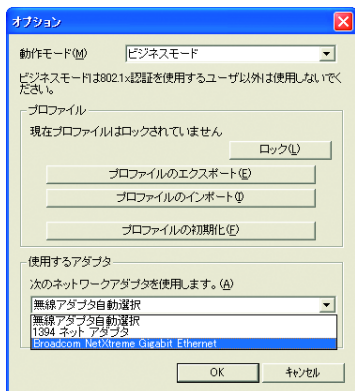 オプション
動作モード(M)
ビジネスモード
ビジネスモードは802.1x認証を使用するユーザ以外は使用しないでください。
プロファイル
現在プロファイルはロックされていません
ロック(L)
プロファイルのエクスポート(E)
プロファイルのインポート(I)
プロファイルの初期化(F)
使用するアダプタ
次のネットワークアダプタを使用します。(A)
無線アダプタ自動選択
無線アダプタ自動選択
1394 ネット アダプタ
Broadcom NetXtreme Gigabit Ethernet
OK
キャンセル